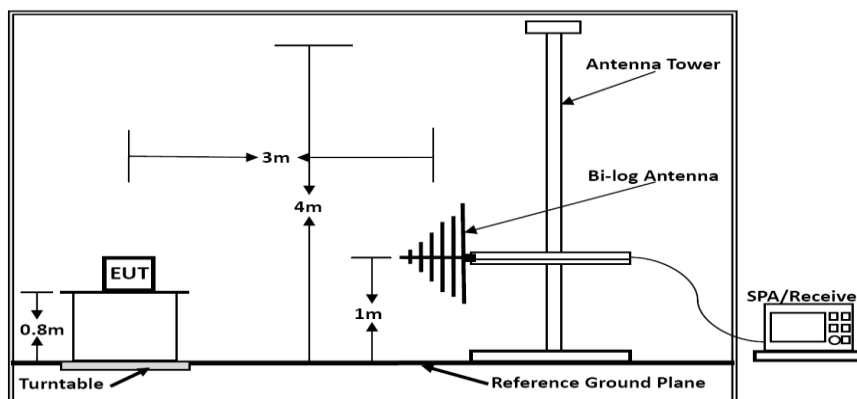 Antenna Tower
3m
Bi-log Antenna
4m
EUT
0.8m
1m
SPA/Receive
Turntable
Reference Ground Plane